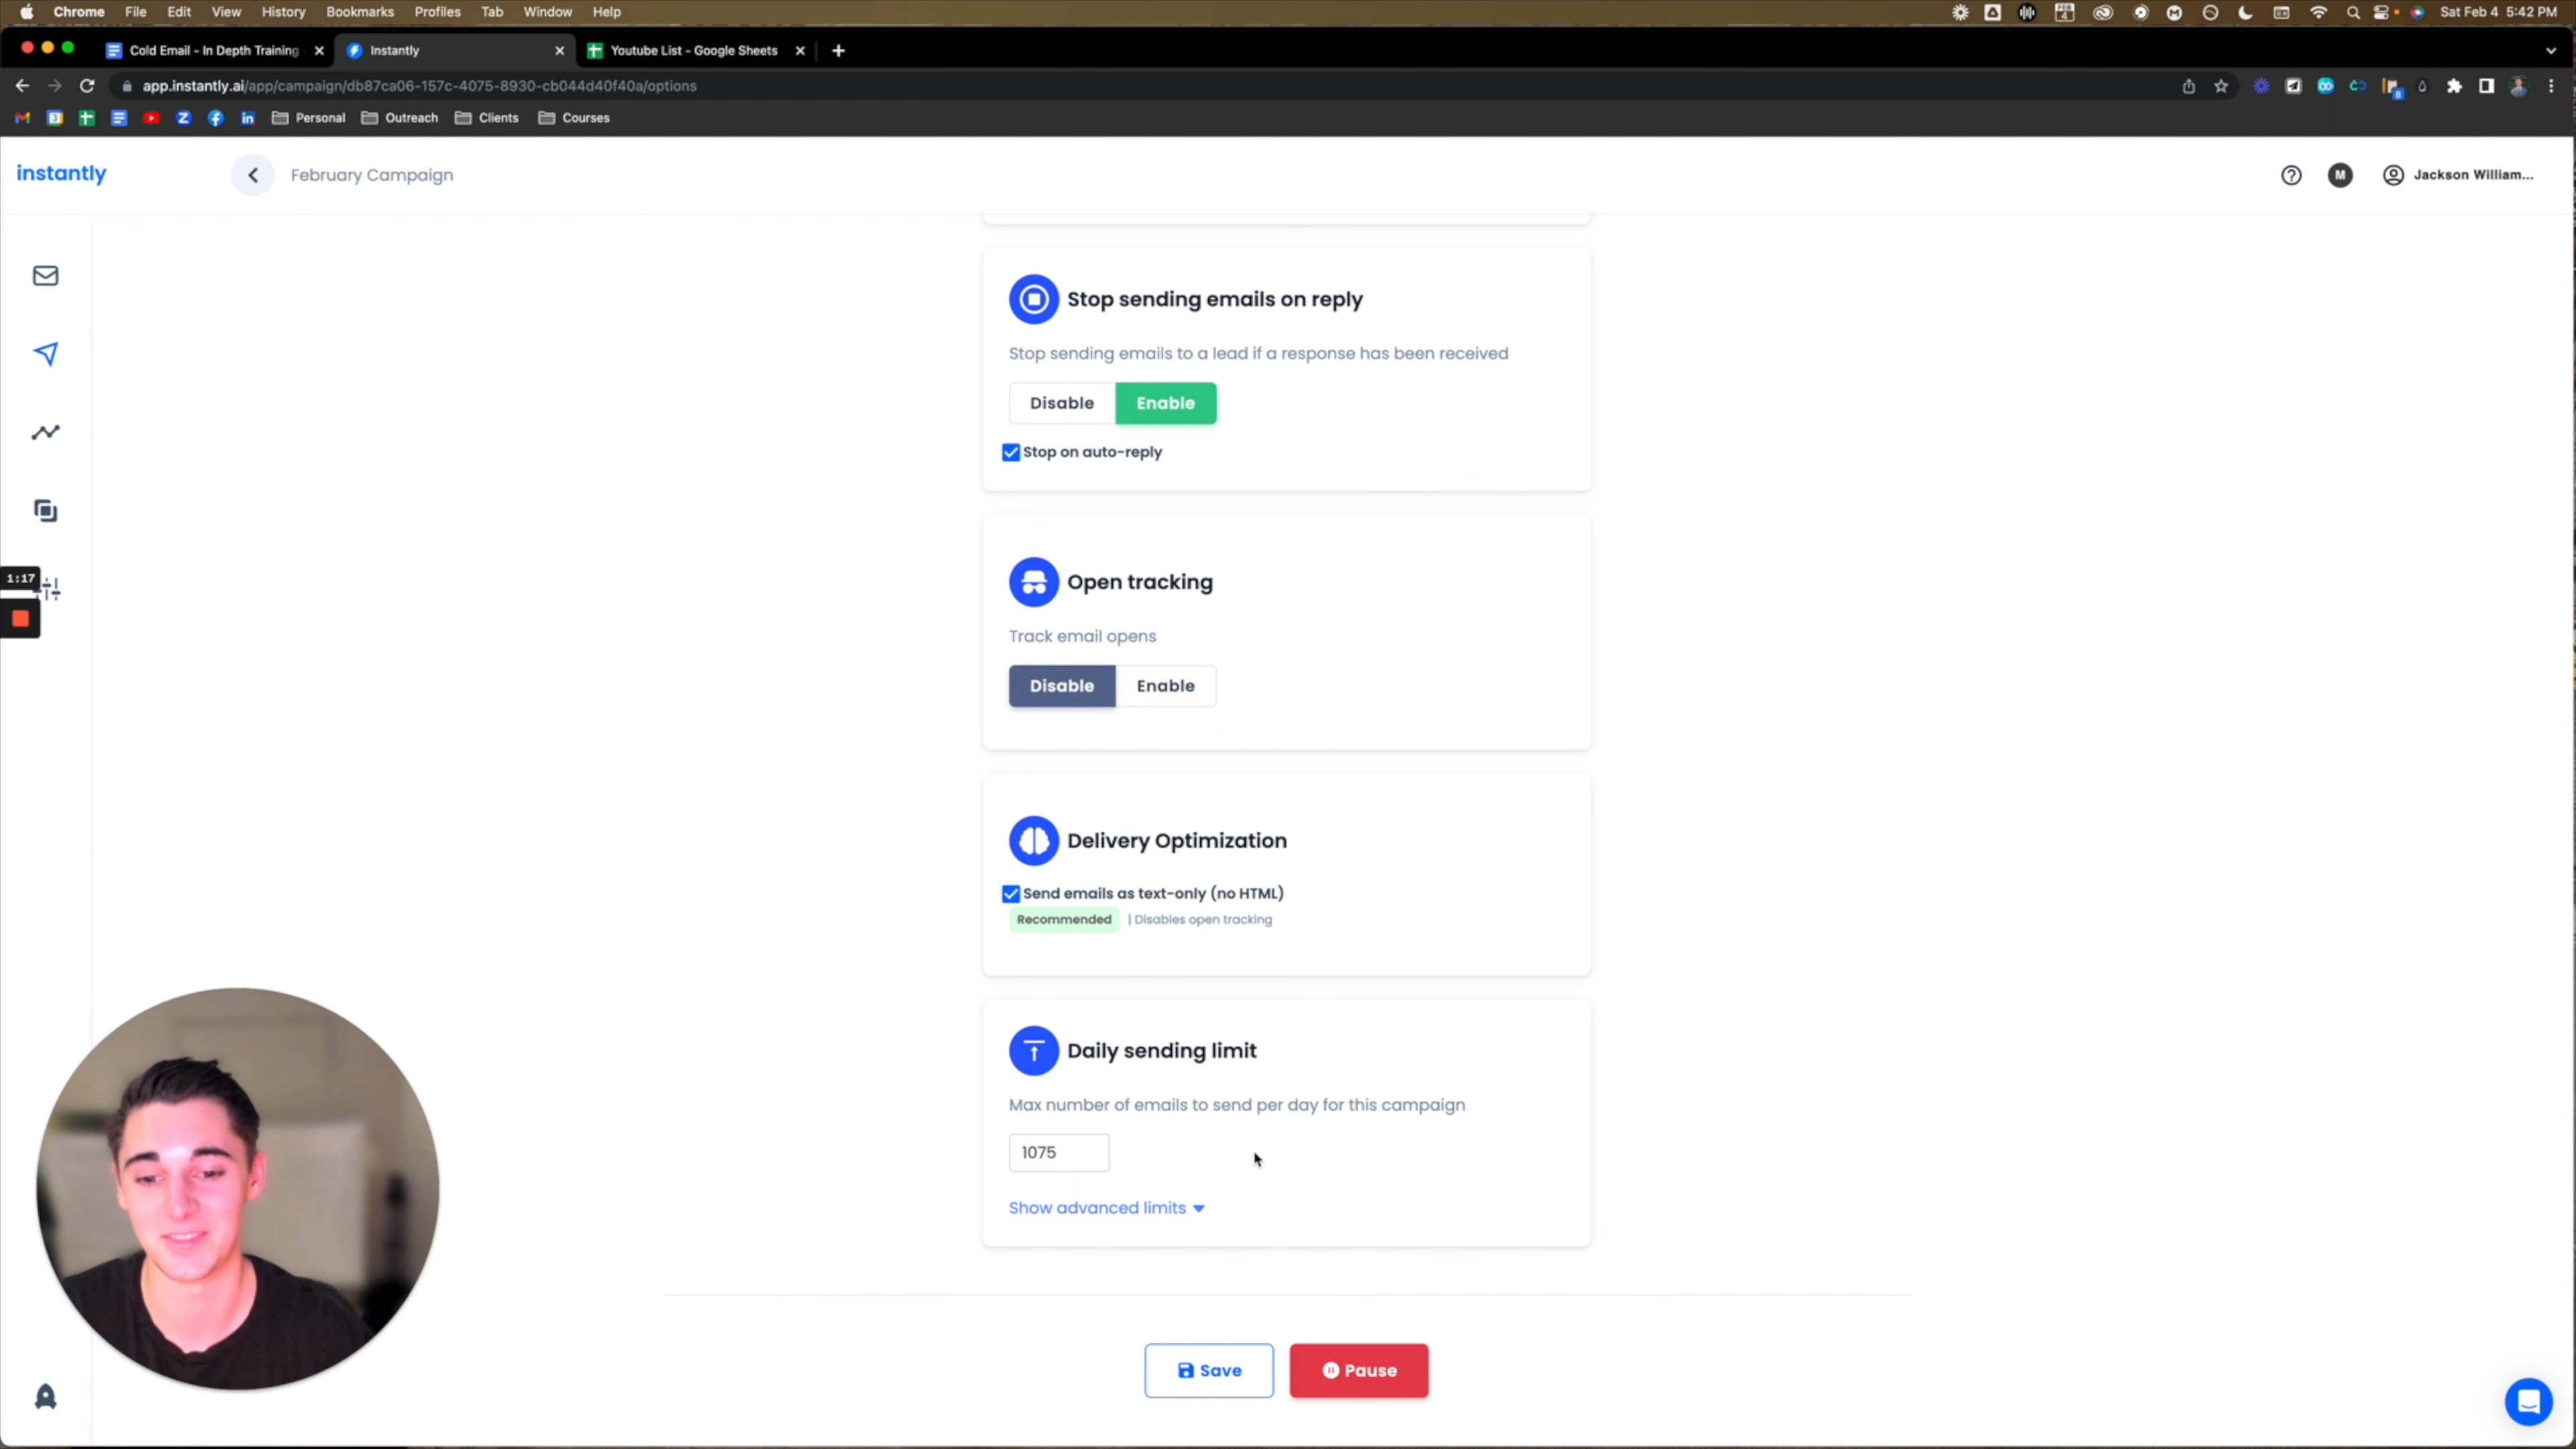 Chrome File Edit View History Bookmarks Profiles Tab Window Help
FEB 4 Sat Feb 4 5:42 PM
Cold Email - In Depth Training
Instantly
Youtube List - Google Sheets
app.instantly.ai/app/campaign/db87ca06-157c-4075-8930-cb044d40f40a/options
Personal Outreach Clients Courses
instantly
February Campaign
M
Jackson William...
Stop sending emails on reply
Stop sending emails to a lead if a response has been received
Disable Enable
Stop on auto-reply
Open tracking
1:17
Track email opens
Disable Enable
Delivery Optimization
Send emails as text-only (no HTML)
Recommended | Disables open tracking
Daily sending limit
Max number of emails to send per day for this campaign
1075
Show advanced limits
Save Pause